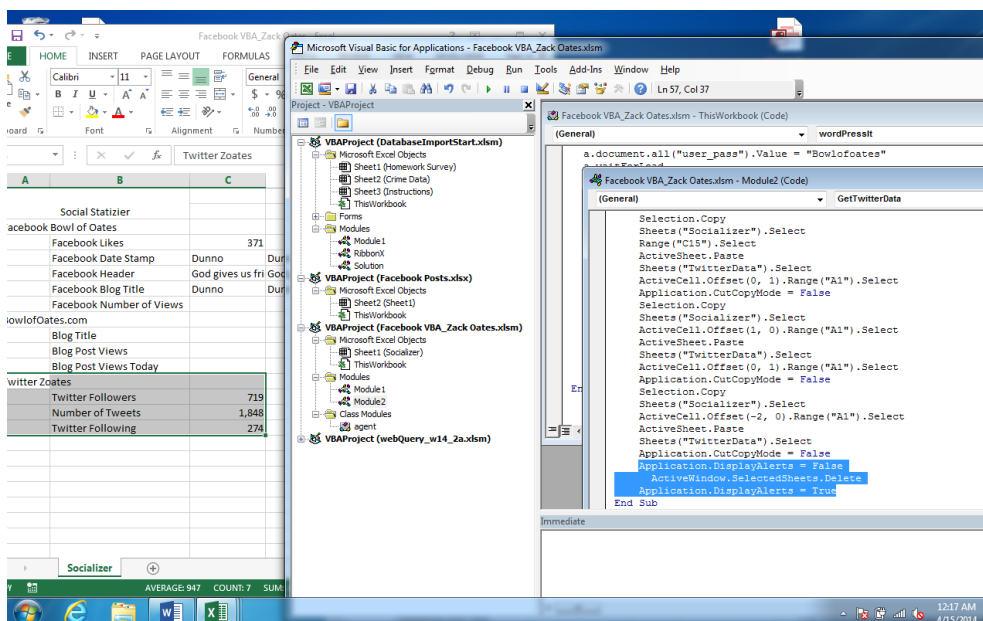 Facebook VBA_Zack Oates - Excel
HOME INSERT PAGE LAYOUT FORMULAS
Calibri 11
General
B I U
Font
Alignment
Number
fx Twitter Zoates
A B C
Social Statizier
acebook Bowl of Oates
Facebook Likes 371
Facebook Date Stamp Dunno Dun
Facebook Header God gives us fri God
Facebook Blog Title Dunno Dun
Facebook Number of Views
BowlofOates.com
Blog Title
Blog Post Views
Blog Post Views Today
witter Zoates
Twitter Followers 719
Number of Tweets 1,848
Twitter Following 274
Socializer
AVERAGE: 947 COUNT: 7 SUM:
Microsoft Visual Basic for Applications - Facebook VBA_Zack Oates.xlsm
File Edit View Insert Format Debug Run Tools Add-Ins Window Help
Ln 57, Col 37
Project - VBAProject
VBAProject (DatabaseImportStart.xlsm)
Microsoft Excel Objects
Sheet1 (Homework Survey)
Sheet2 (Crime Data)
Sheet3 (Instructions)
ThisWorkbook
Forms
Modules
Module1
RibbonX
Solution
VBAProject (Facebook Posts.xlsx)
Microsoft Excel Objects
Sheet2 (Sheet1)
ThisWorkbook
VBAProject (Facebook VBA_Zack Oates.xlsm)
Microsoft Excel Objects
Sheet1 (Socializer)
ThisWorkbook
Modules
Module1
Module2
Class Modules
agent
VBAProject (webQuery_w14_2a.xlsm)
Facebook VBA_Zack Oates.xlsm - ThisWorkbook (Code)
(General) wordPressIt
a.document.all("user_pass").Value = "Bowlofoates"
a.waitForLoad
En
Facebook VBA_Zack Oates.xlsm - Module2 (Code)
(General) GetTwitterData
Selection.Copy
Sheets("Socializer").Select
Range("C15").Select
ActiveSheet.Paste
Sheets("TwitterData").Select
ActiveCell.Offset(0, 1).Range("A1").Select
Application.CutCopyMode = False
Selection.Copy
Sheets("Socializer").Select
ActiveCell.Offset(1, 0).Range("A1").Select
ActiveSheet.Paste
Sheets("TwitterData").Select
ActiveCell.Offset(0, 1).Range("A1").Select
Application.CutCopyMode = False
Selection.Copy
Sheets("Socializer").Select
ActiveCell.Offset(-2, 0).Range("A1").Select
ActiveSheet.Paste
Sheets("TwitterData").Select
Application.CutCopyMode = False
Application.DisplayAlerts = False
ActiveWindow.SelectedSheets.Delete
Application.DisplayAlerts = True
End Sub
Immediate
12:17 AM
4/15/2014